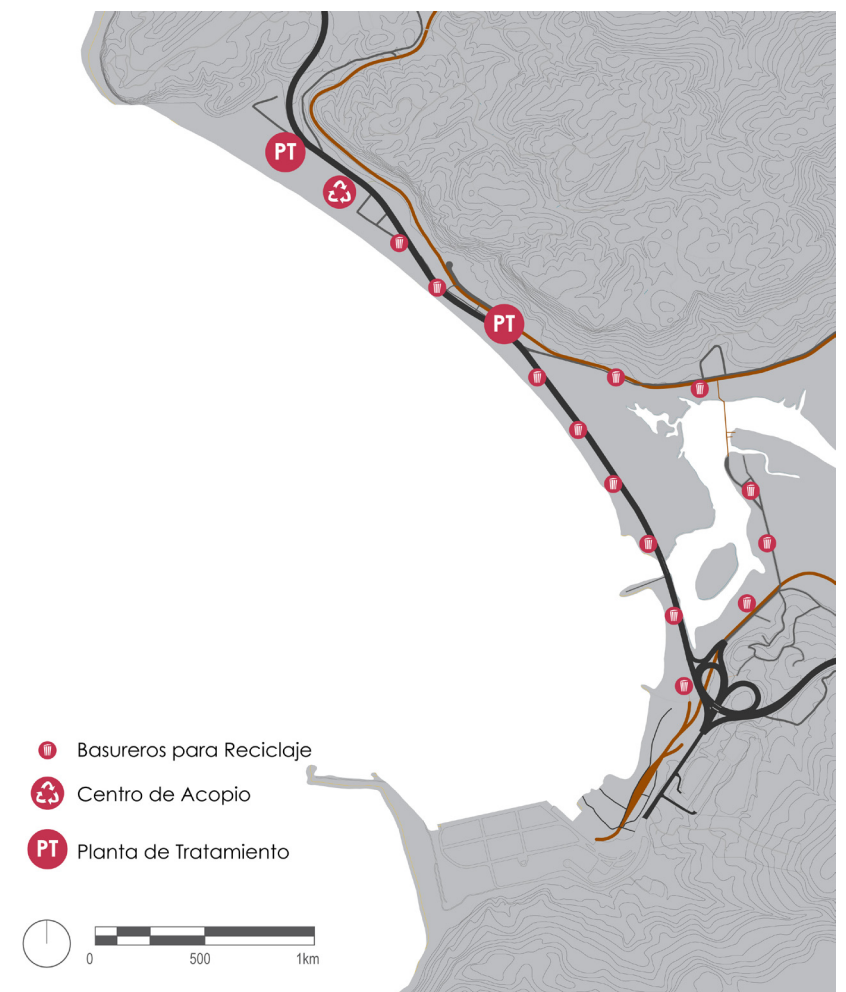 PT
PT
Basureros para Reciclaje
Centro de Acopio
PT Planta de Tratamiento
0 500 1km